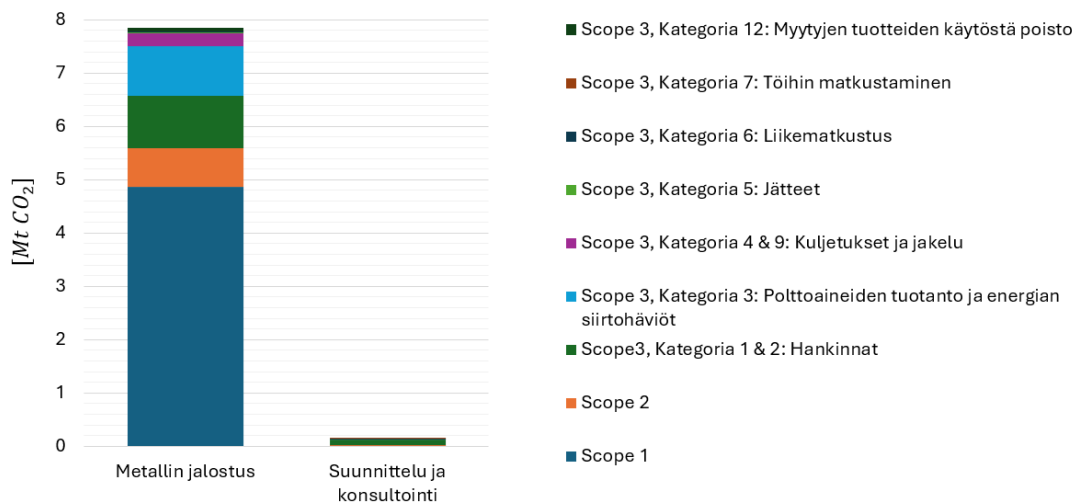 8
7
6
5
4
3
2
1
0
[Mt CO₂]
Metallin jalostus
Suunnittelu ja
konsultointi
Scope 3, Kategoria 12: Myytyjen tuotteiden käytöstä poisto
Scope 3, Kategoria 7: Töihin matkustaminen
Scope 3, Kategoria 6: Liikematkustus
Scope 3, Kategoria 5: Jätteet
Scope 3, Kategoria 4 & 9: Kuljetukset ja jakelu
Scope 3, Kategoria 3: Polttoaineiden tuotanto ja energian
siirtohäviöt
Scope3, Kategoria 1 & 2: Hankinnat
Scope 2
Scope 1